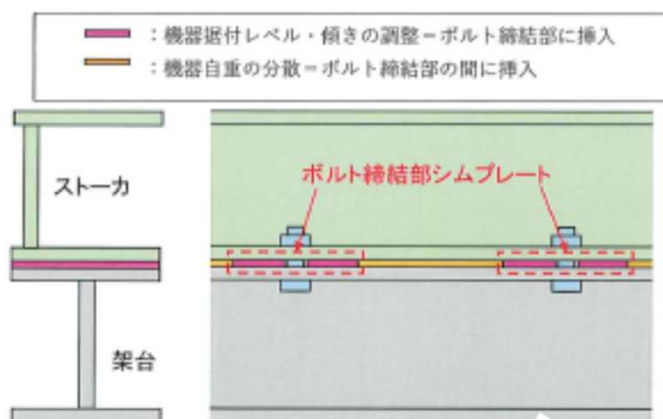 ：機器据付レベル・傾きの調整＝ボルト締結部に挿入
：機器自重の分散＝ボルト締結部の間に挿入
ボルト締結部シムプレート
ストーカ
架台